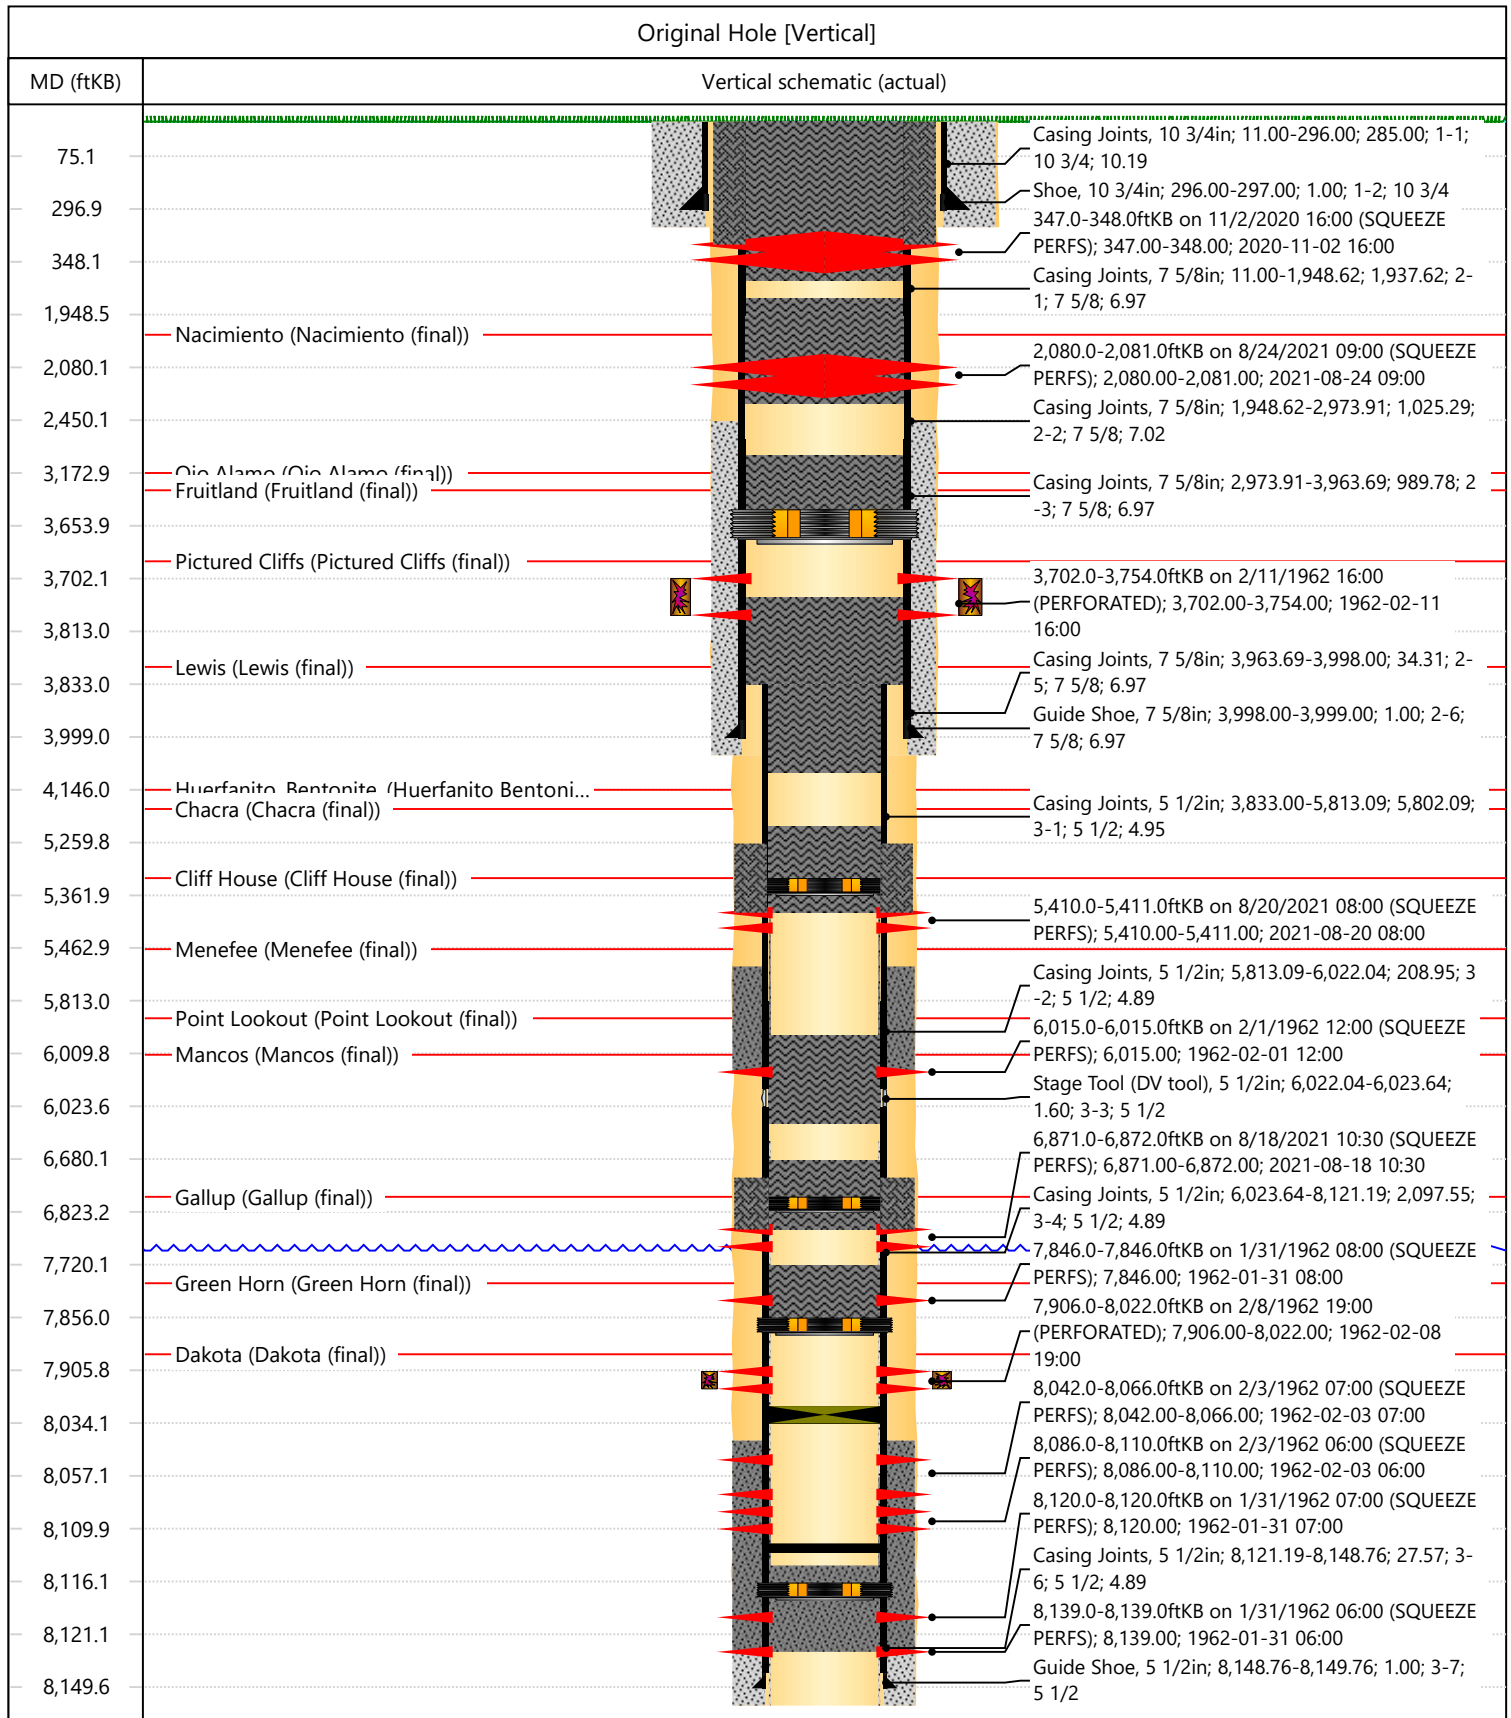 Original Hole [Vertical]
MD (ftKB)
Vertical schematic (actual)
75.1
296.9
348.1
1,948.5
2,080.1
2,450.1
3,172.9
3,653.9
3,702.1
3,813.0
3,833.0
3,999.0
4,146.0
5,259.8
5,361.9
5,462.9
5,813.0
6,009.8
6,023.6
6,680.1
6,823.2
7,720.1
7,856.0
7,905.8
8,034.1
8,057.1
8,109.9
8,116.1
8,121.1
8,149.6
Nacimiento (Nacimiento (final))
Ojo Alamo (Ojo Alamo (final))
Fruitland (Fruitland (final))
Pictured Cliffs (Pictured Cliffs (final))
Lewis (Lewis (final))
Huerfanito Bentonite (Huerfanito Bentoni...
Chacra (Chacra (final))
Cliff House (Cliff House (final))
Menefee (Menefee (final))
Point Lookout (Point Lookout (final))
Mancos (Mancos (final))
Gallup (Gallup (final))
Green Horn (Green Horn (final))
Dakota (Dakota (final))
Casing Joints, 10 3/4in; 11.00-296.00; 285.00; 1-1;
10 3/4; 10.19
Shoe, 10 3/4in; 296.00-297.00; 1.00; 1-2; 10 3/4
347.0-348.0ftKB on 11/2/2020 16:00 (SQUEEZE
PERFS); 347.00-348.00; 2020-11-02 16:00
Casing Joints, 7 5/8in; 11.00-1,948.62; 1,937.62; 2-
1; 7 5/8; 6.97
2,080.0-2,081.0ftKB on 8/24/2021 09:00 (SQUEEZE
PERFS); 2,080.00-2,081.00; 2021-08-24 09:00
Casing Joints, 7 5/8in; 1,948.62-2,973.91; 1,025.29;
2-2; 7 5/8; 7.02
Casing Joints, 7 5/8in; 2,973.91-3,963.69; 989.78; 2
-3; 7 5/8; 6.97
3,702.0-3,754.0ftKB on 2/11/1962 16:00
(PERFORATED); 3,702.00-3,754.00; 1962-02-11
16:00
Casing Joints, 7 5/8in; 3,963.69-3,998.00; 34.31; 2-
5; 7 5/8; 6.97
Guide Shoe, 7 5/8in; 3,998.00-3,999.00; 1.00; 2-6;
7 5/8; 6.97
Casing Joints, 5 1/2in; 3,833.00-5,813.09; 5,802.09;
3-1; 5 1/2; 4.95
5,410.0-5,411.0ftKB on 8/20/2021 08:00 (SQUEEZE
PERFS); 5,410.00-5,411.00; 2021-08-20 08:00
Casing Joints, 5 1/2in; 5,813.09-6,022.04; 208.95; 3
-2; 5 1/2; 4.89
6,015.0-6,015.0ftKB on 2/1/1962 12:00 (SQUEEZE
PERFS); 6,015.00; 1962-02-01 12:00
Stage Tool (DV tool), 5 1/2in; 6,022.04-6,023.64;
1.60; 3-3; 5 1/2
6,871.0-6,872.0ftKB on 8/18/2021 10:30 (SQUEEZE
PERFS); 6,871.00-6,872.00; 2021-08-18 10:30
Casing Joints, 5 1/2in; 6,023.64-8,121.19; 2,097.55;
3-4; 5 1/2; 4.89
7,846.0-7,846.0ftKB on 1/31/1962 08:00 (SQUEEZE
PERFS); 7,846.00; 1962-01-31 08:00
7,906.0-8,022.0ftKB on 2/8/1962 19:00
(PERFORATED); 7,906.00-8,022.00; 1962-02-08
19:00
8,042.0-8,066.0ftKB on 2/3/1962 07:00 (SQUEEZE
PERFS); 8,042.00-8,066.00; 1962-02-03 07:00
8,086.0-8,110.0ftKB on 2/3/1962 06:00 (SQUEEZE
PERFS); 8,086.00-8,110.00; 1962-02-03 06:00
8,120.0-8,120.0ftKB on 1/31/1962 07:00 (SQUEEZE
PERFS); 8,120.00; 1962-01-31 07:00
Casing Joints, 5 1/2in; 8,121.19-8,148.76; 27.57; 3-
6; 5 1/2; 4.89
8,139.0-8,139.0ftKB on 1/31/1962 06:00 (SQUEEZE
PERFS); 8,139.00; 1962-01-31 06:00
Guide Shoe, 5 1/2in; 8,148.76-8,149.76; 1.00; 3-7;
5 1/2